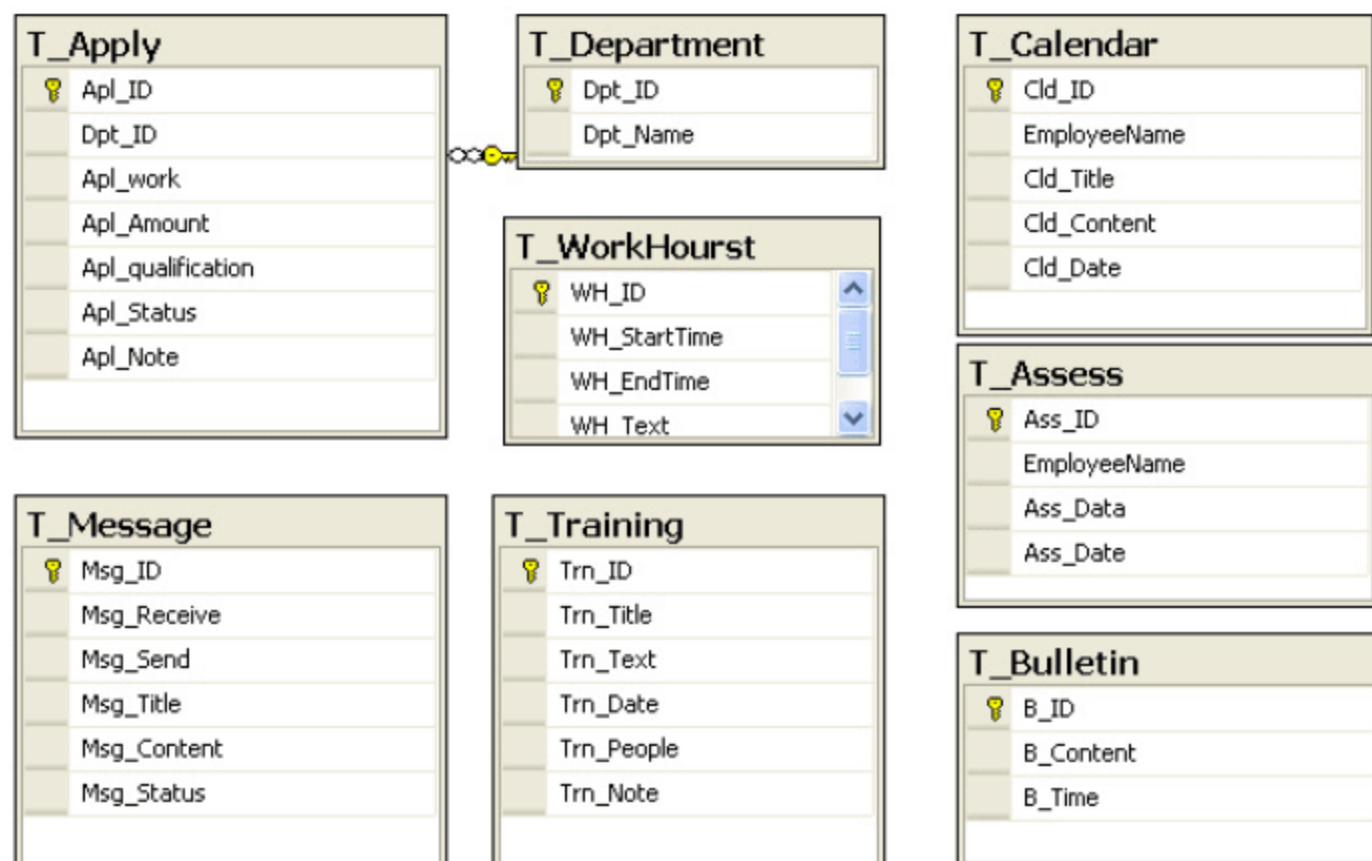 T_Apply
Apl_ID
Dpt_ID
Apl_work
Apl_Amount
Apl_qualification
Apl_Status
Apl_Note
T_Department
Dpt_ID
Dpt_Name
T_WorkHourst
WH_ID
WH_StartTime
WH_EndTime
WH_Text
T_Calendar
Cld_ID
EmployeeName
Cld_Title
Cld_Content
Cld_Date
T_Assess
Ass_ID
EmployeeName
Ass_Data
Ass_Date
T_Message
Msg_ID
Msg_Receive
Msg_Send
Msg_Title
Msg_Content
Msg_Status
T_Training
Trn_ID
Trn_Title
Trn_Text
Trn_Date
Trn_People
Trn_Note
T_Bulletin
B_ID
B_Content
B_Time